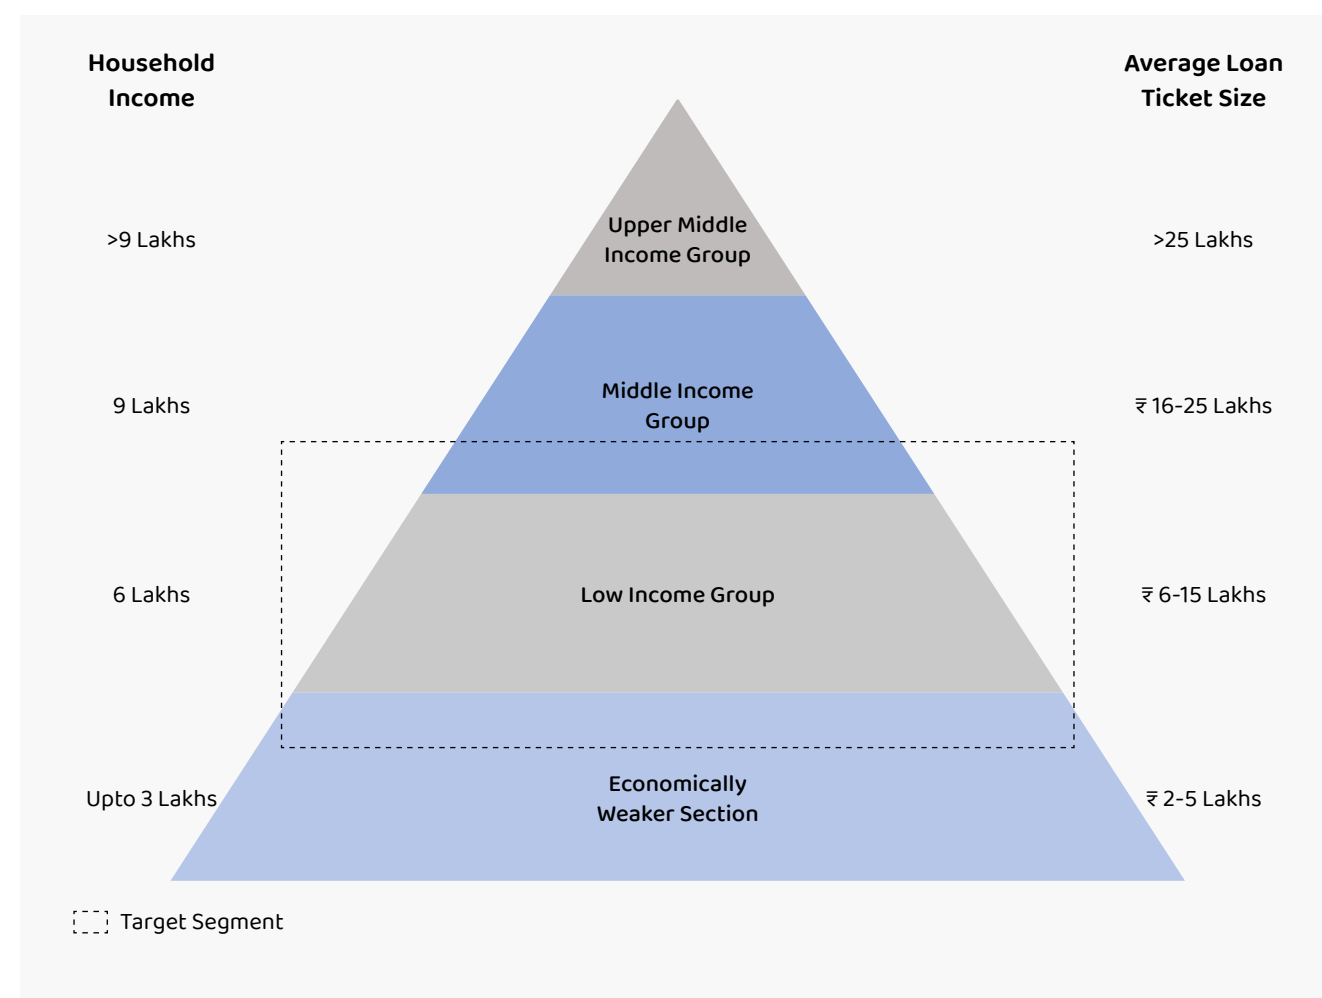 Household
Income
Average Loan
Ticket Size
>9 Lakhs
Upper Middle
Income Group
>25 Lakhs
9 Lakhs
Middle Income
Group
₹ 16-25 Lakhs
6 Lakhs
Low Income Group
₹ 6-15 Lakhs
Upto 3 Lakhs
Economically
Weaker Section
₹ 2-5 Lakhs
Target Segment